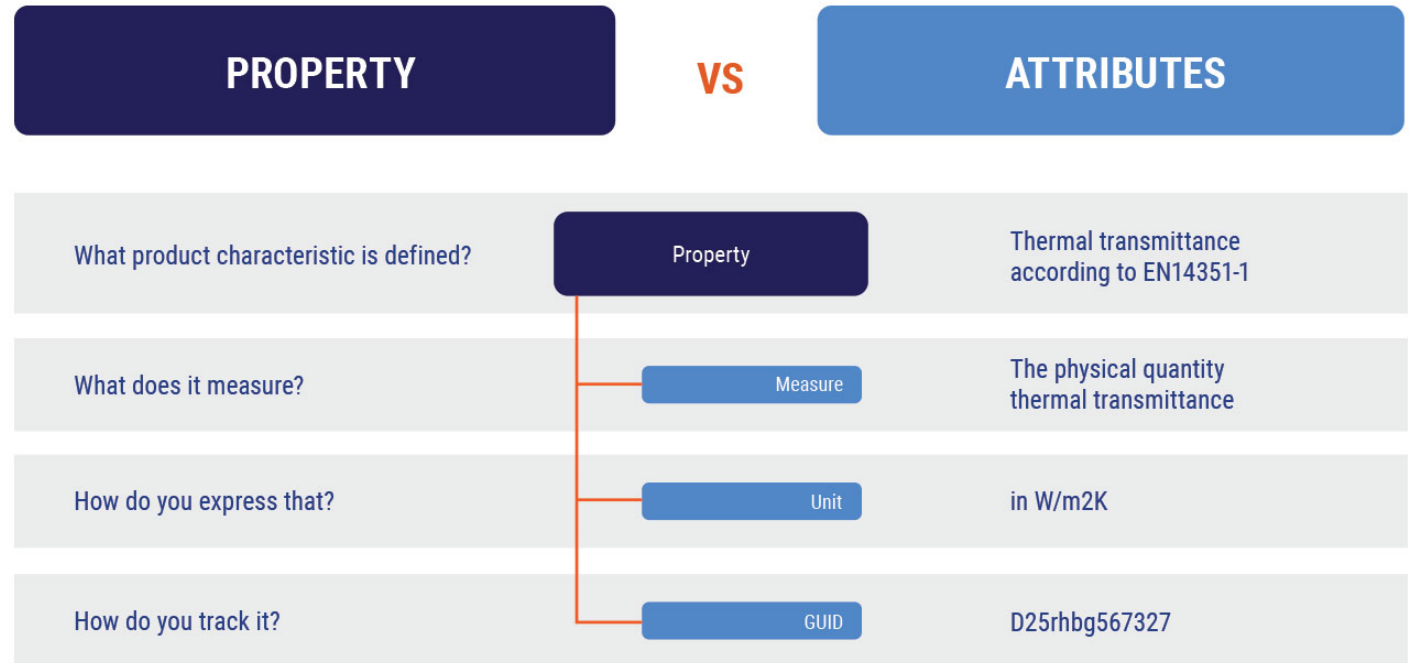 PROPERTY
VS
ATTRIBUTES
What product characteristic is defined?
Property
Thermal transmittance
according to EN14351-1
What does it measure?
Measure
The physical quantity
thermal transmittance
How do you express that?
Unit
in W/m2K
How do you track it?
GUID
D25rhbg567327